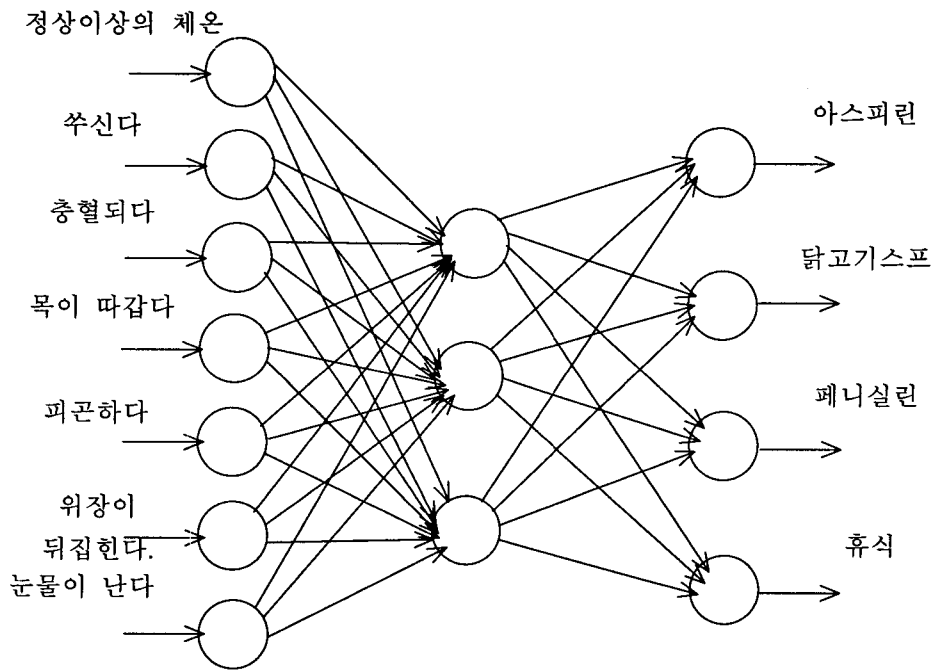 정상이상의 체온
쑤신다
충혈되다
목이 따갑다
피곤하다
위장이
뒤집힌다.
눈물이 난다
아스피린
닭고기스프
페니실린
휴식